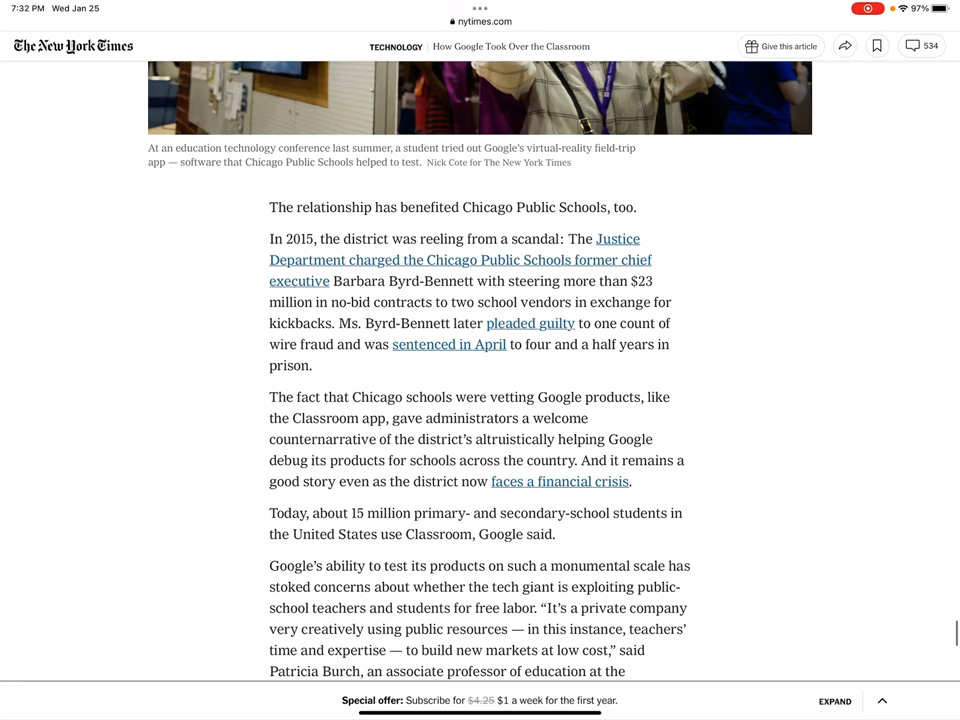 7:32 PM Wed Jan 25
97%
nytimes.com
The New York Times
TECHNOLOGY | How Google Took Over the Classroom
Give this article
534
At an education technology conference last summer, a student tried out Google's virtual-reality field-trip
app — software that Chicago Public Schools helped to test. Nick Cote for The New York Times
The relationship has benefited Chicago Public Schools, too.
In 2015, the district was reeling from a scandal: The Justice
Department charged the Chicago Public Schools former chief
executive Barbara Byrd-Bennett with steering more than $23
million in no-bid contracts to two school vendors in exchange for
kickbacks. Ms. Byrd-Bennett later pleaded guilty to one count of
wire fraud and was sentenced in April to four and a half years in
prison.
The fact that Chicago schools were vetting Google products, like
the Classroom app, gave administrators a welcome
counternarrative of the district's altruistically helping Google
debug its products for schools across the country. And it remains a
good story even as the district now faces a financial crisis.
Today, about 15 million primary- and secondary-school students in
the United States use Classroom, Google said.
Google's ability to test its products on such a monumental scale has
stoked concerns about whether the tech giant is exploiting public-
school teachers and students for free labor. “It's a private company
very creatively using public resources — in this instance, teachers'
time and expertise — to build new markets at low cost,” said
Patricia Burch, an associate professor of education at the
Special offer: Subscribe for $4.25 $1 a week for the first year.
EXPAND